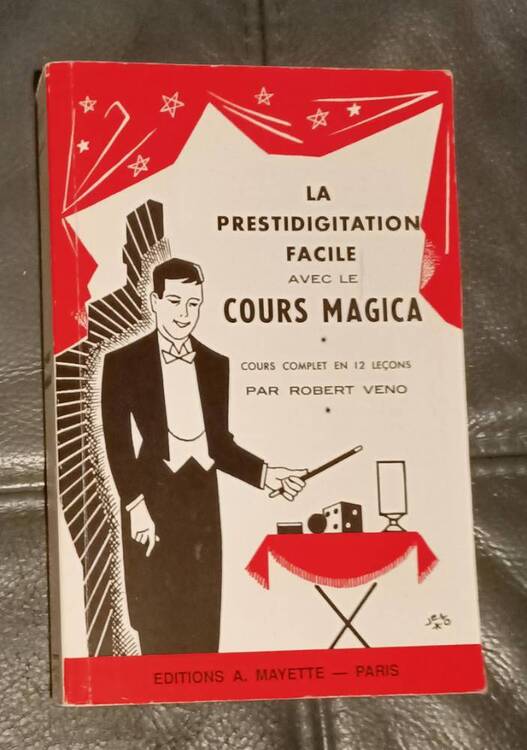 LA
PRESTIDIGITATION
FACILE
AVEC LE
COURS MAGICA
COURS COMPLET EN 12 LEÇONS
PAR ROBERT VENO
EDITIONS A. MAYETTE — PARIS